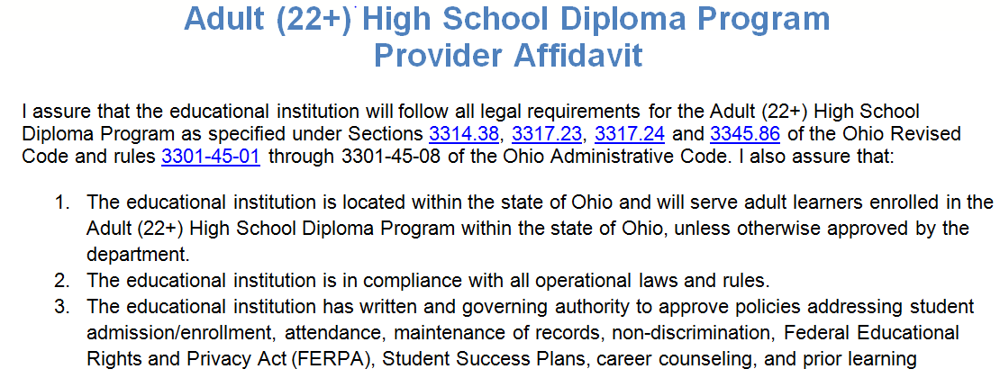 Adult (22+) High School Diploma Program
Provider Affidavit
I assure that the educational institution will follow all legal requirements for the Adult (22+) High School
Diploma Program as specified under Sections 3314.38, 3317.23, 3317.24 and 3345.86 of the Ohio Revised
Code and rules 3301-45-01 through 3301-45-08 of the Ohio Administrative Code. I also assure that:
1. The educational institution is located within the state of Ohio and will serve adult learners enrolled in the
Adult (22+) High School Diploma Program within the state of Ohio, unless otherwise approved by the
department.
2. The educational institution is in compliance with all operational laws and rules.
3. The educational institution has written and governing authority to approve policies addressing student
admission/enrollment, attendance, maintenance of records, non-discrimination, Federal Educational
Rights and Privacy Act (FERPA), Student Success Plans, career counseling, and prior learning